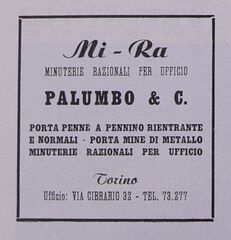 Mi-Ra
MINUTERIE RAZIONALI PER UFFICIO
PALUMBO & C.
PORTA PENNE A PENNINO RIENTRANTE
E NORMALI - PORTA MINE DI METALLO
MINUTERIE RAZIONALI PER UFFICIO
Torino
Ufficio: VIA CIBRARIO 32 - TEL. 73.277